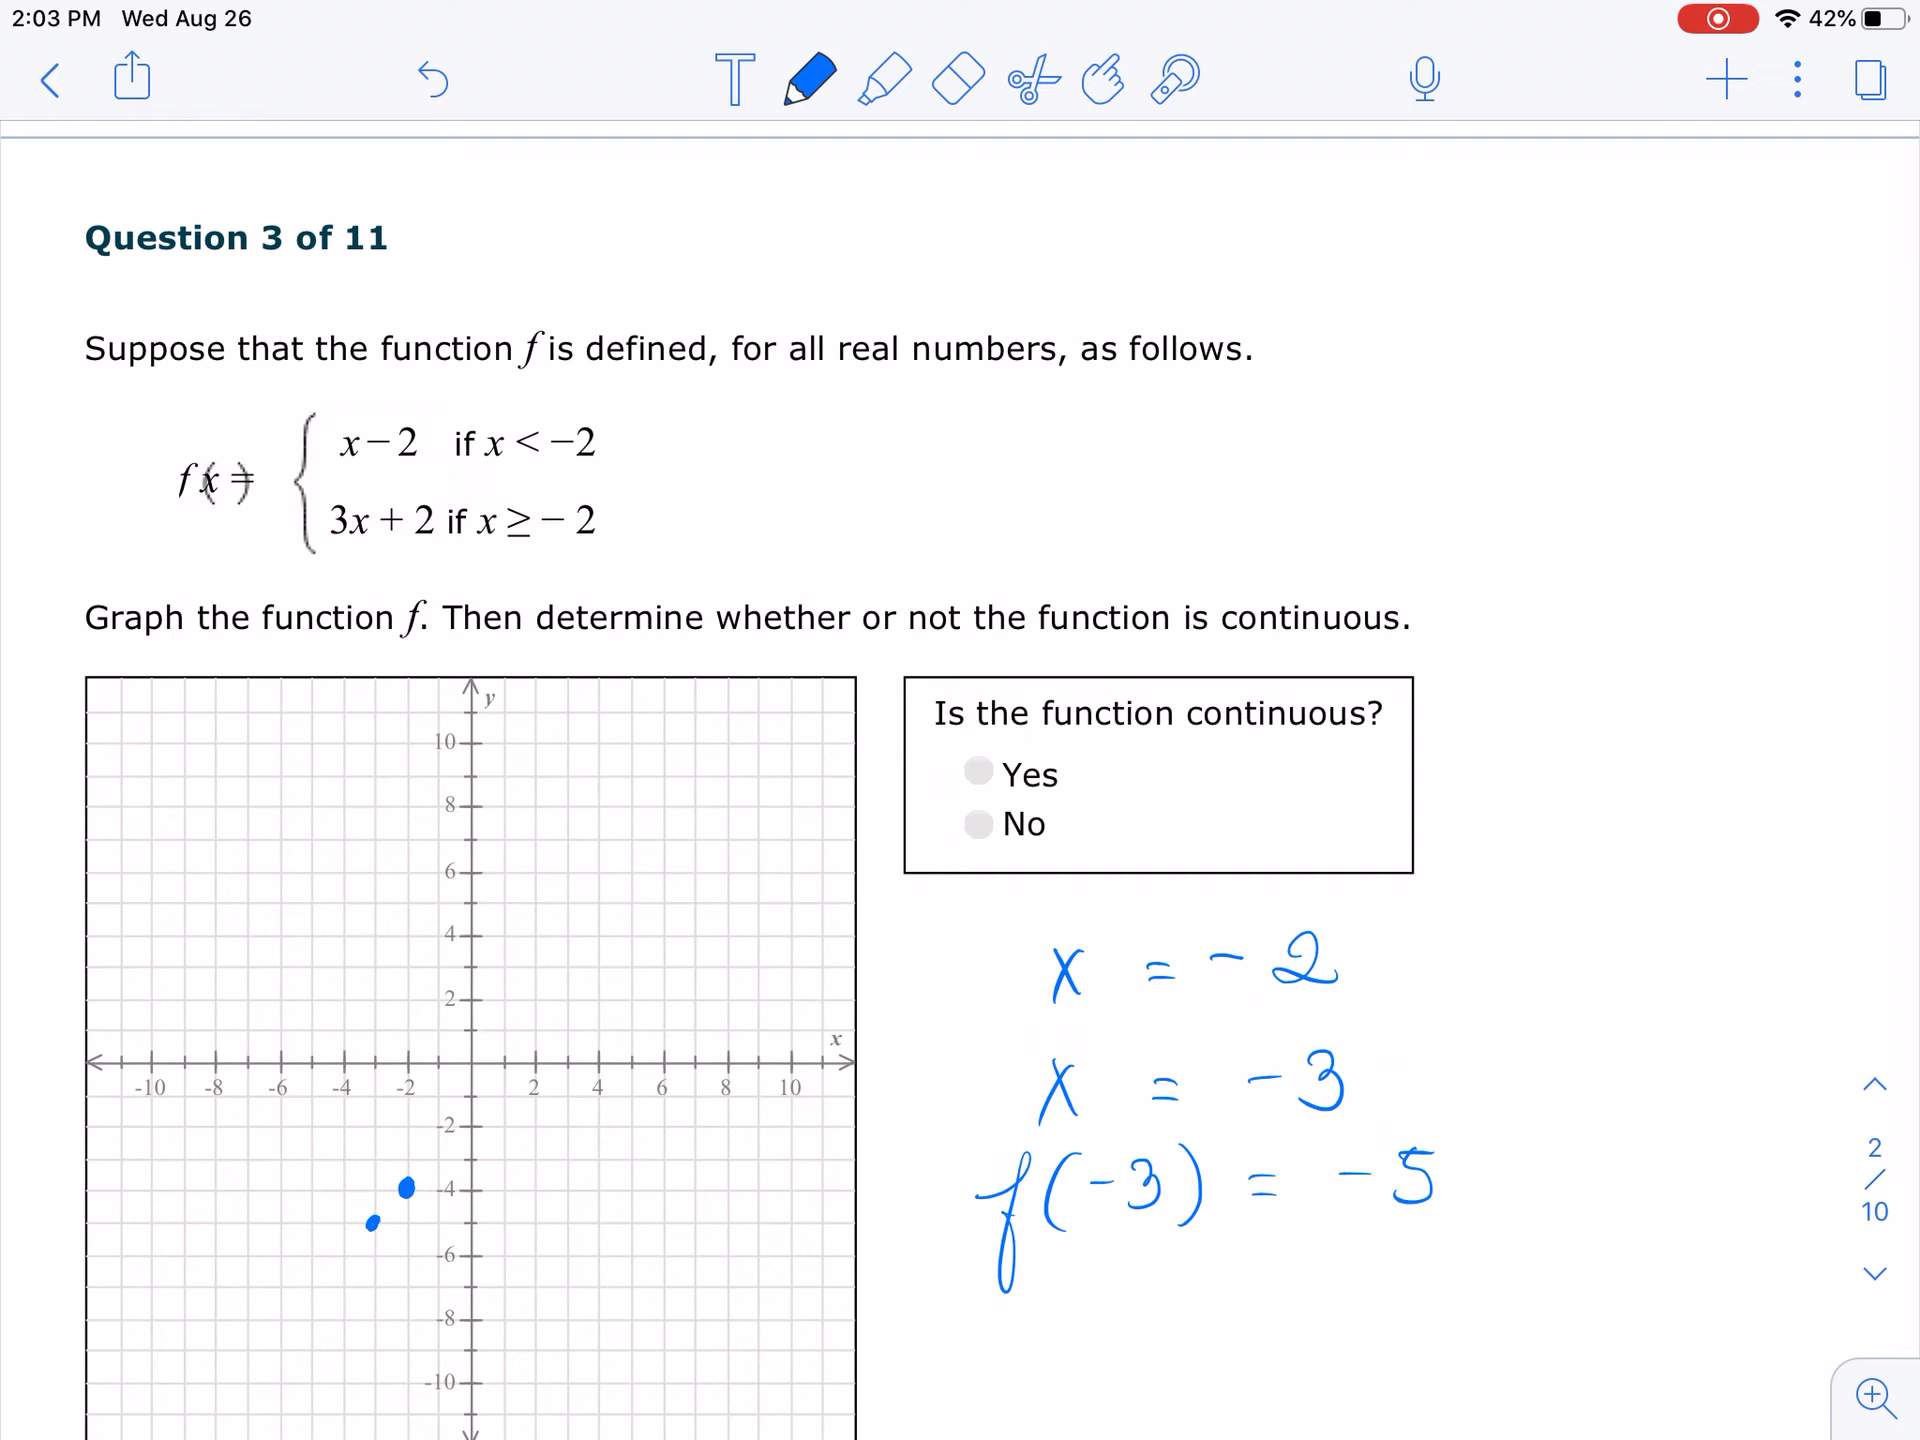 2:03 PM Wed Aug 26
42%
T
Question 3 of 11
Suppose that the function f is defined, for all real numbers, as follows.
x−2 if x < −2
f(x)=
3x + 2 if x ≥ − 2
Graph the function f. Then determine whether or not the function is continuous.
y
10
8
6
4
2
x
-10 -8 -6 -4 -2 2 4 6 8 10
-2
-4
-6
-8
-10
Is the function continuous?
Yes
No
x = - 2
x = - 3
f(-3) = - 5
2
/
10